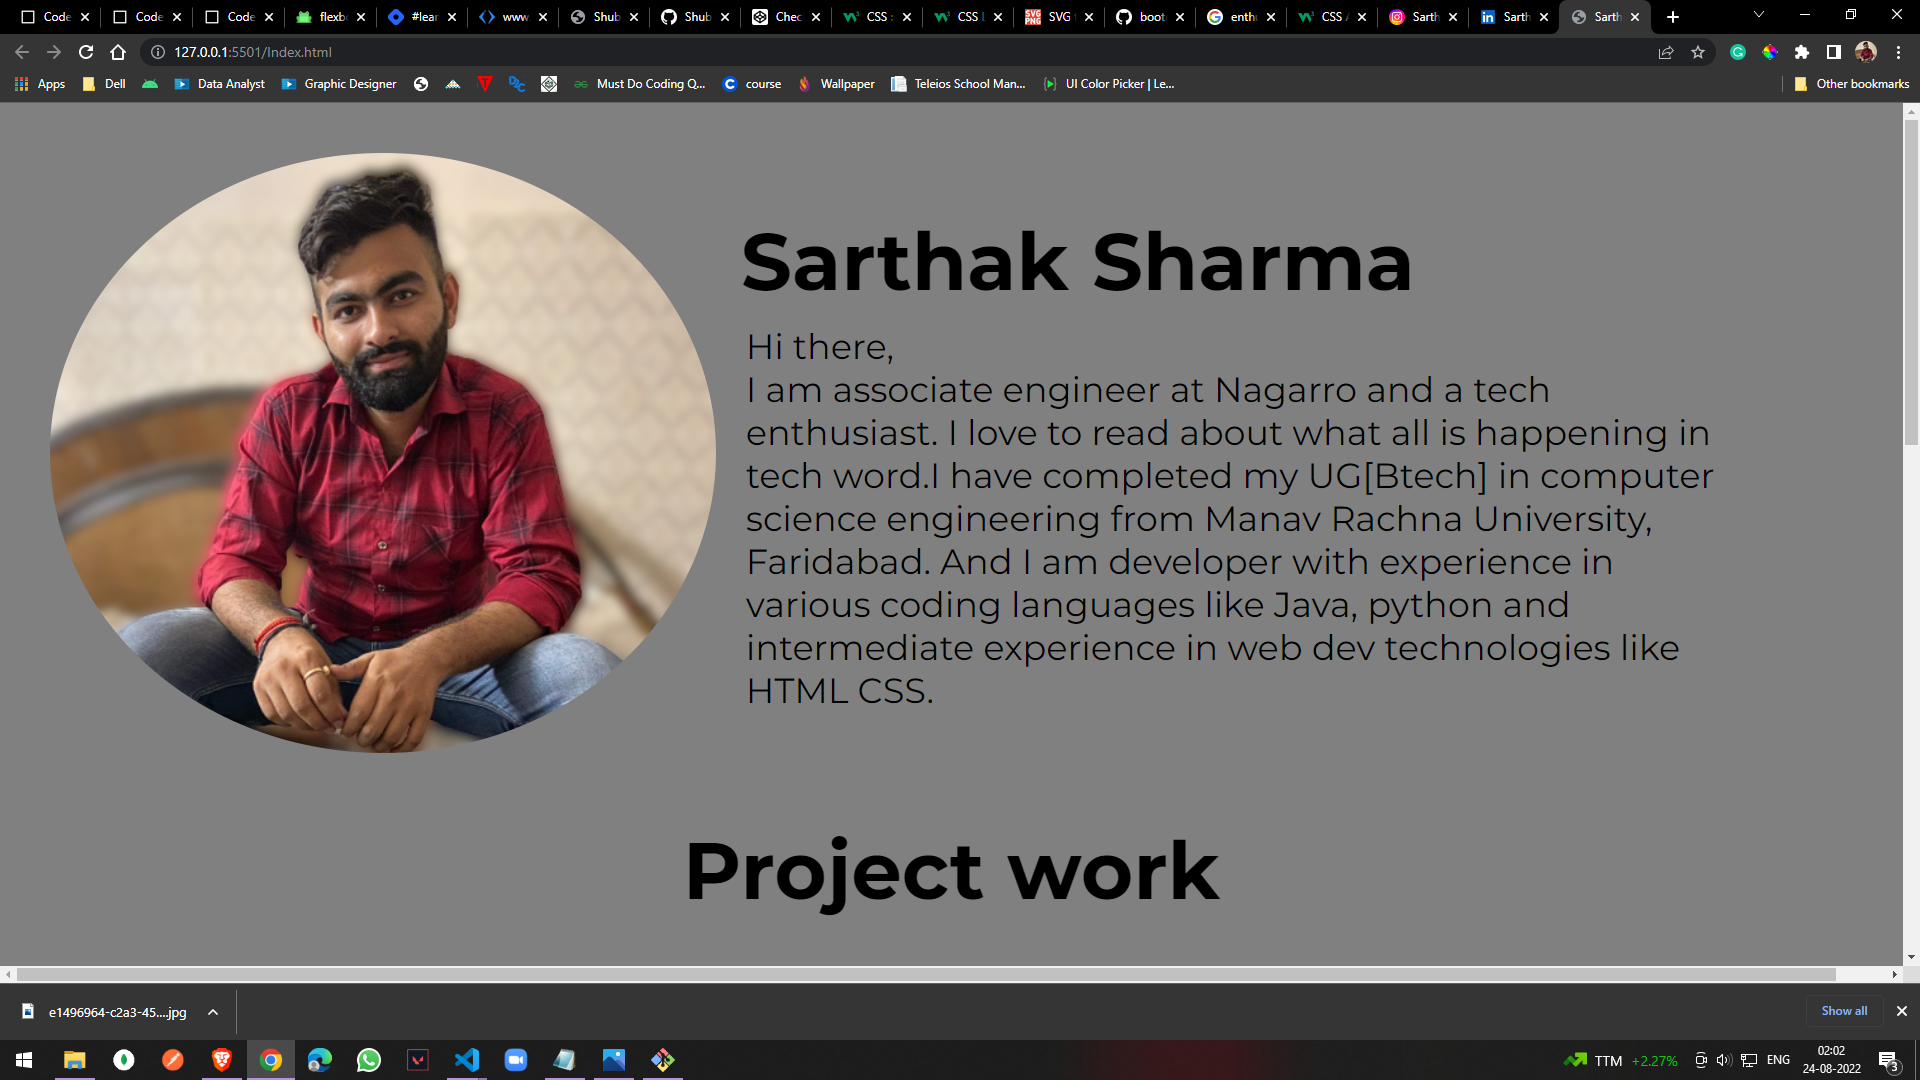 Code
Code
Code
flexb
#lear
www
Shub
Shub
Chec
CSS
CSS
SVG
boot
enth
CSS
Sarth
Sarth
Sarth
127.0.0.1:5501/Index.html
Apps
Dell
Data Analyst
Graphic Designer
Must Do Coding Q...
course
Wallpaper
Teleios School Man...
UI Color Picker | Le...
Other bookmarks
Sarthak Sharma
Hi there,
I am associate engineer at Nagarro and a tech
enthusiast. I love to read about what all is happening in
tech word.I have completed my UG[Btech] in computer
science engineering from Manav Rachna University,
Faridabad. And I am developer with experience in
various coding languages like Java, python and
intermediate experience in web dev technologies like
HTML CSS.
Project work
e1496964-c2a3-45....jpg
Show all
TTM +2.27%
ENG
02:02
24-08-2022
3